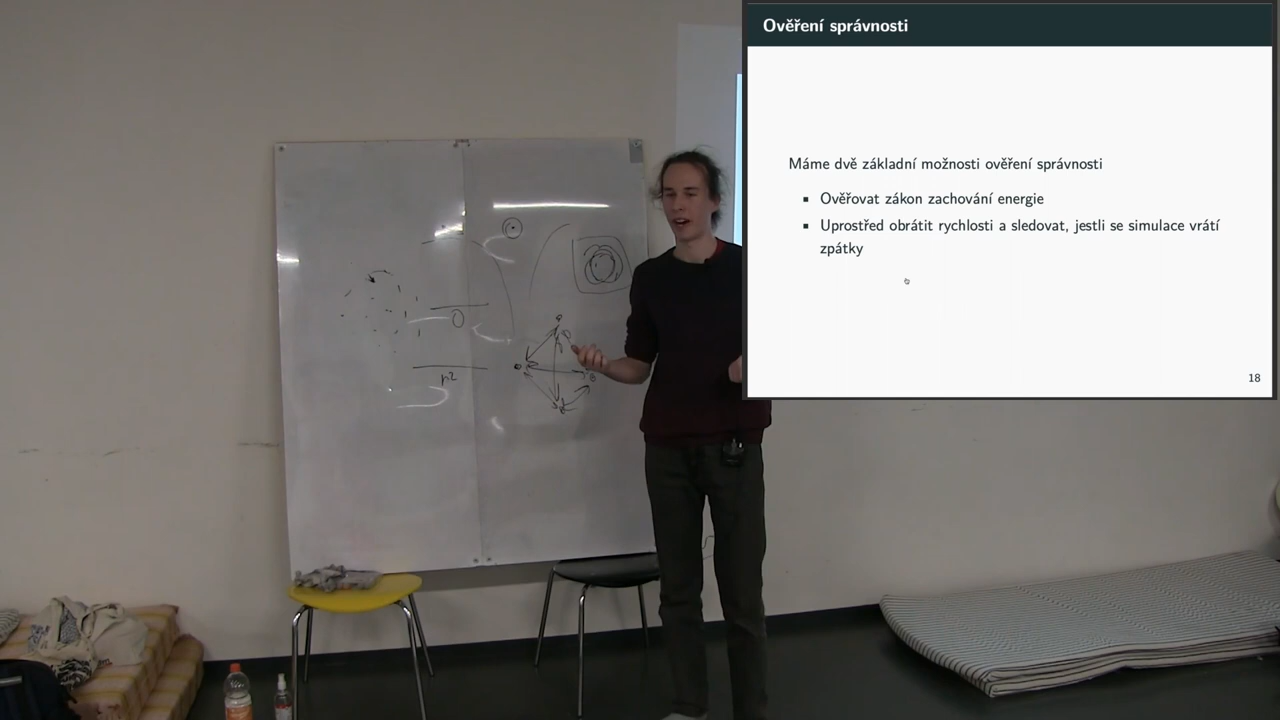 Ověření správnosti
Máme dvě základní možnosti ověření správnosti
▪ Ověřovat zákon zachování energie
▪ Uprostřed obrátit rychlosti a sledovat, jestli se simulace vrátí
zpátky
18